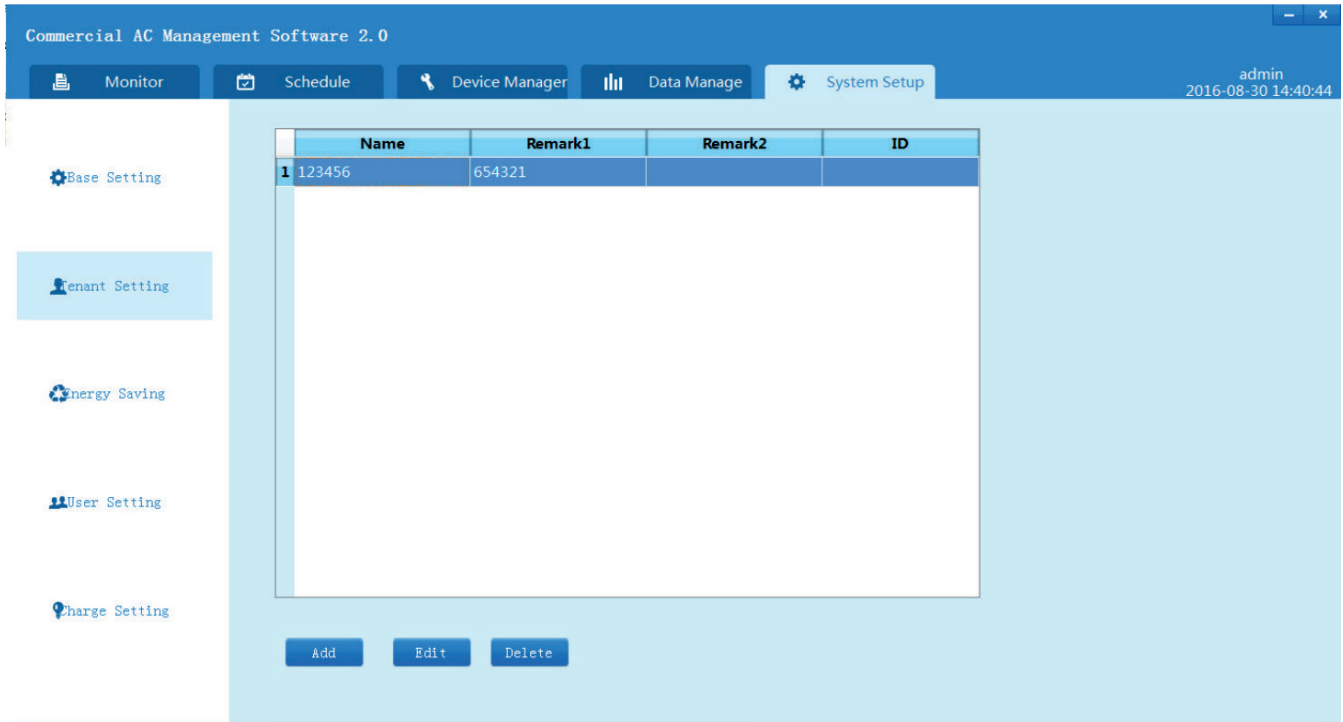 Commercial AC Management Software 2.0
Monitor Schedule Device Manager Data Manage System Setup
admin
2016-08-30 14:40:44
Name Remark1 Remark2 ID
1 123456 654321
Base Setting
Tenant Setting
Energy Saving
User Setting
Charge Setting
Add Edit Delete